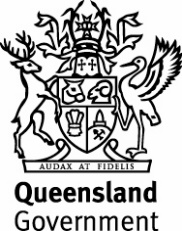 AUDAX AT FIDELIS
Queensland
Government